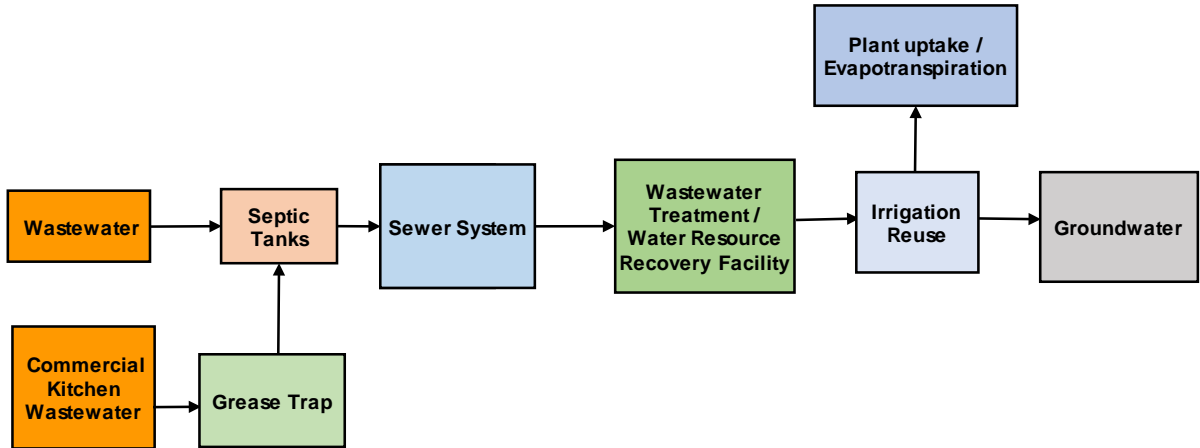 Plant uptake /
Evapotranspiration
Wastewater
Septic
Tanks
Sewer System
Wastewater
Treatment /
Water Resource
Recovery Facility
Irrigation
Reuse
Groundwater
Commercial
Kitchen
Wastewater
Grease Trap